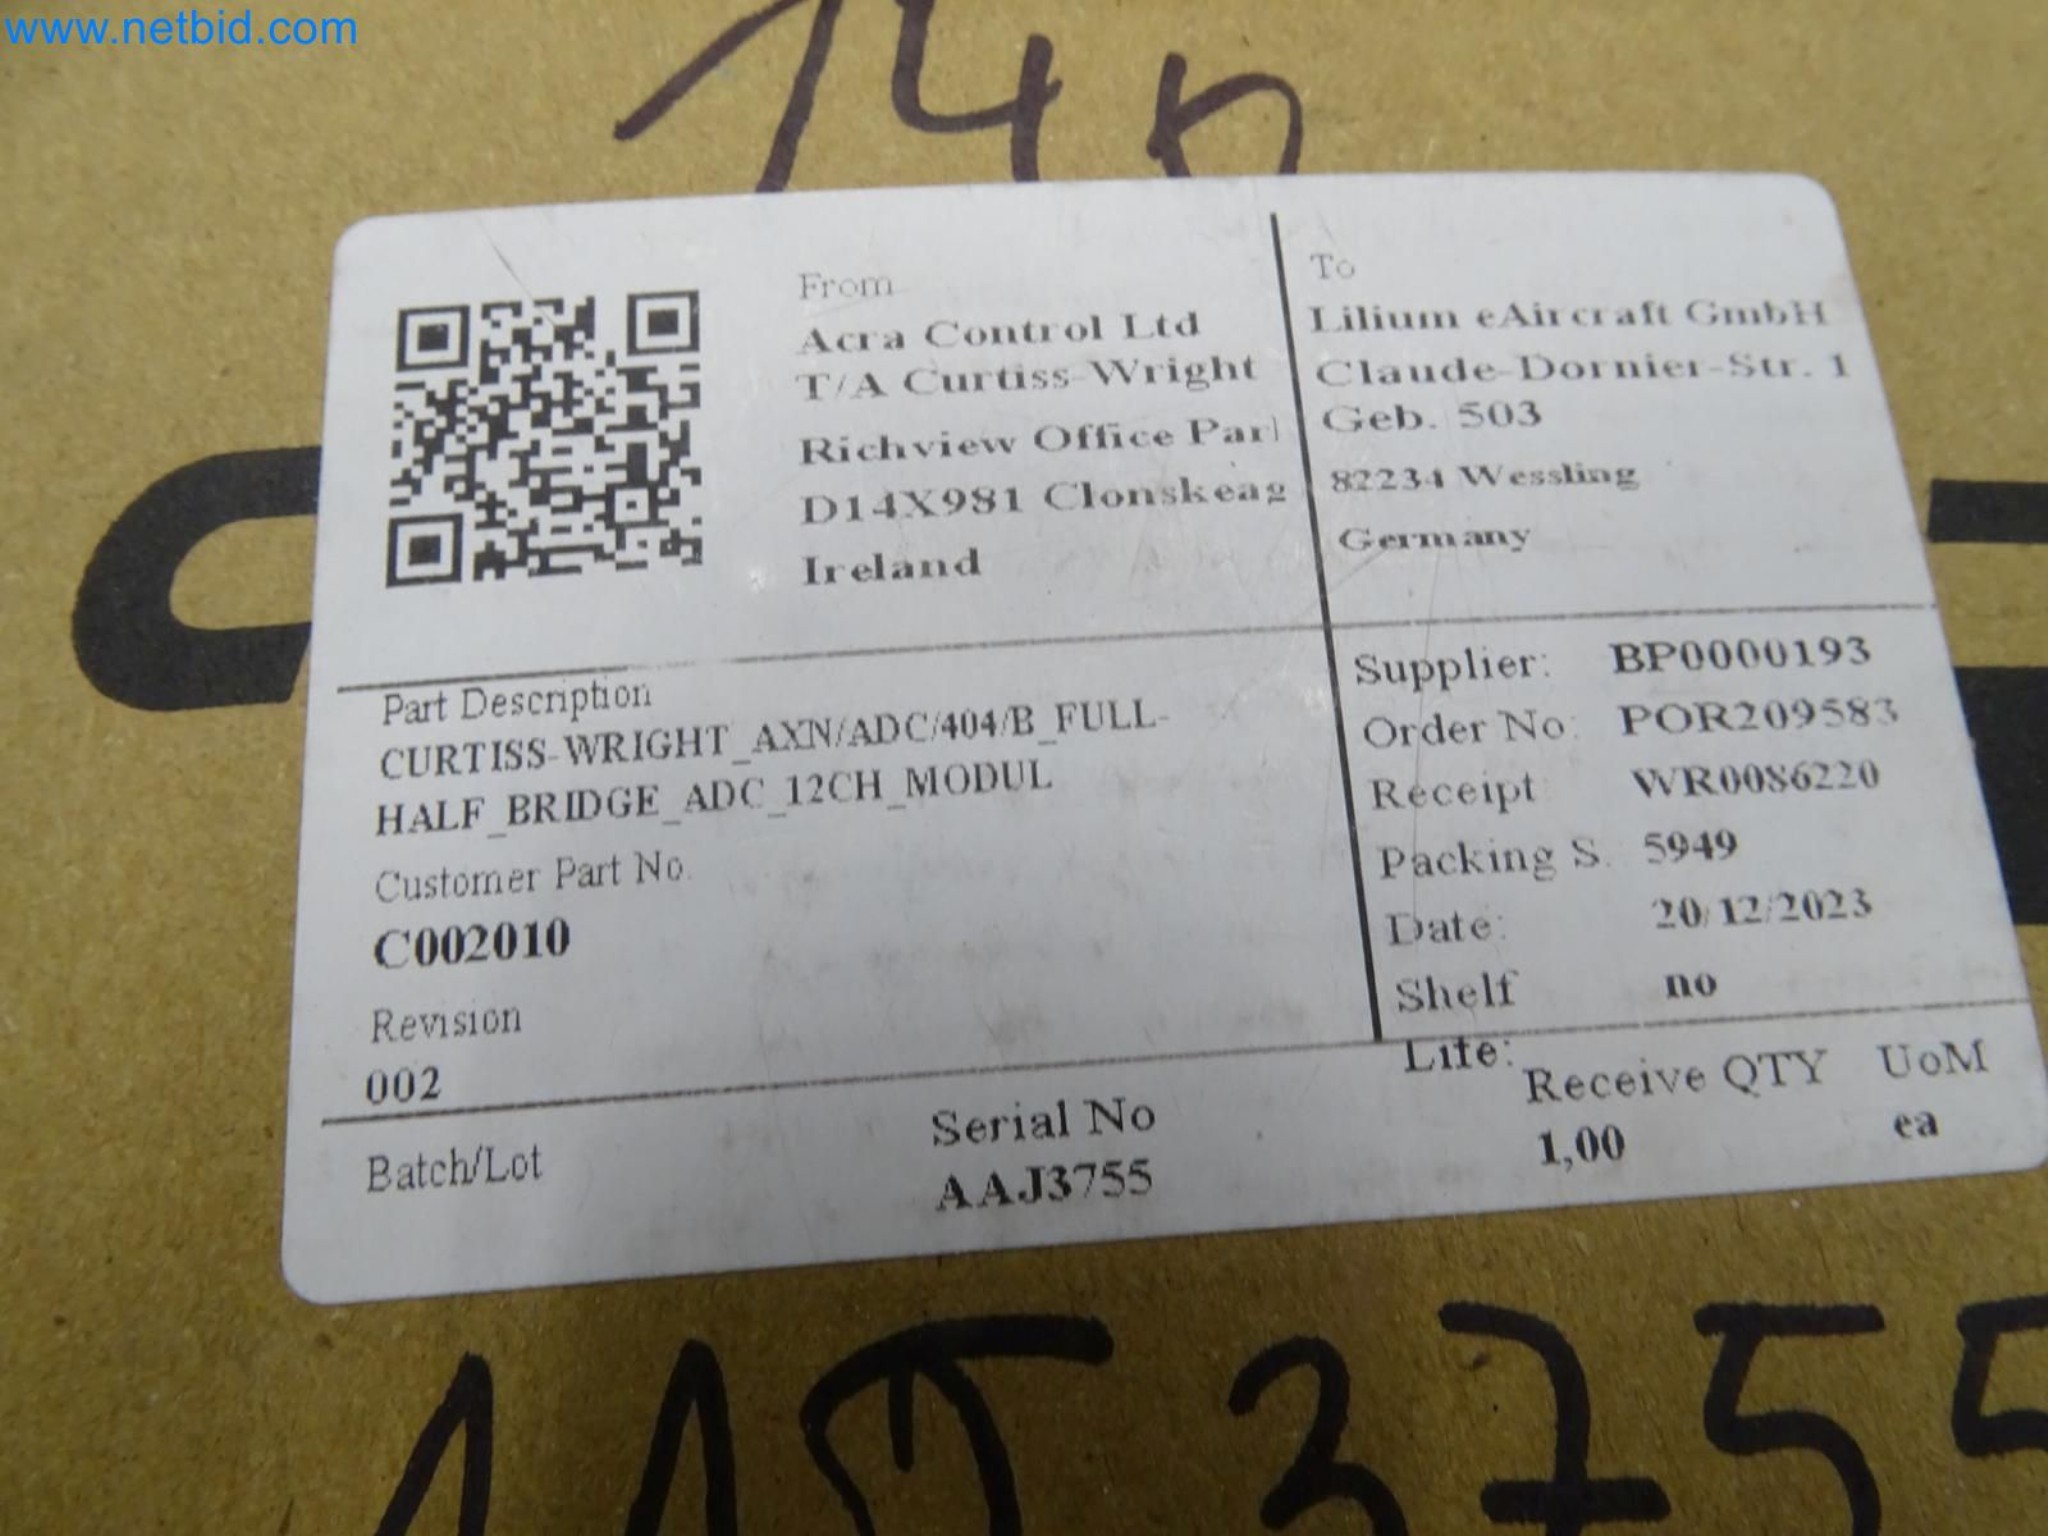 www.netbid.com
14
From
Acra Control Ltd
T/A Curtiss-Wright
Richview Office Par
D14X981 Clonskeag
Ireland
To
Lilium eAircraft GmbH
Claude-Dornier-Str. 1
Geb. 503
82234 Wessling
Germany
Part Description
CURTISS-WRIGHT_AXN/ADC/404/B_FULL-
HALF_BRIDGE_ADC_12CH_MODUL
Customer Part No.
C002010
Revision
002
Supplier: BP0000193
Order No: POR209583
Receipt WR0086220
Packing S. 5949
Date: 20/12/2023
Shelf no
Life:
Batch/Lot
Serial No
AAJ3755
Receive QTY UoM
1,00 ea
AAJ3755